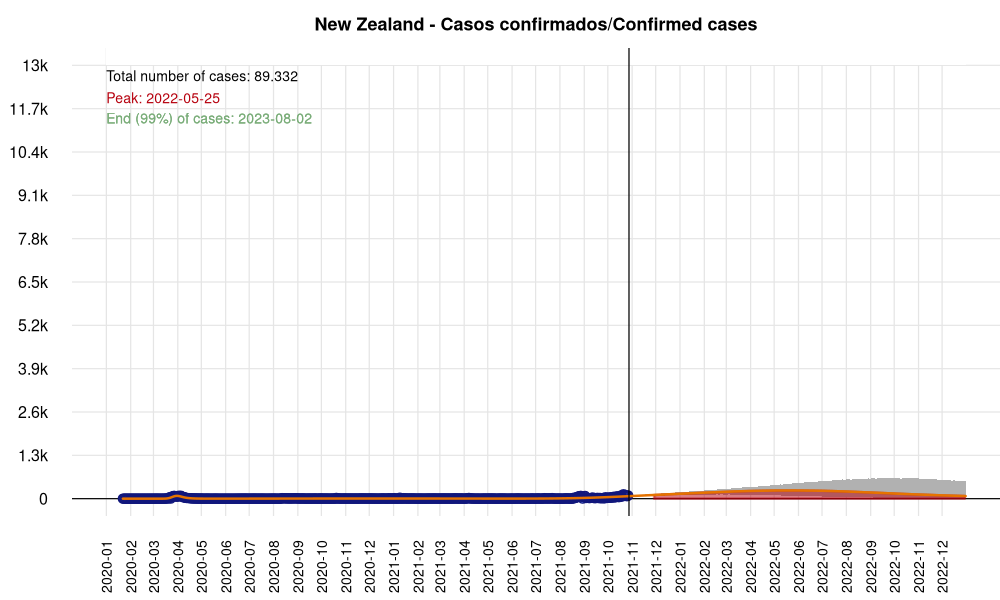 New Zealand - Casos confirmados/Confirmed cases
Total number of cases: 89.332
Peak: 2022-05-25
End (99%) of cases: 2023-08-02
13k
11.7k
10.4k
9.1k
7.8k
6.5k
5.2k
3.9k
2.6k
1.3k
0
2020-01
2020-02
2020-03
2020-04
2020-05
2020-06
2020-07
2020-08
2020-09
2020-10
2020-11
2020-12
2021-01
2021-02
2021-03
2021-04
2021-05
2021-06
2021-07
2021-08
2021-09
2021-10
2021-11
2021-12
2022-01
2022-02
2022-03
2022-04
2022-05
2022-06
2022-07
2022-08
2022-09
2022-10
2022-11
2022-12